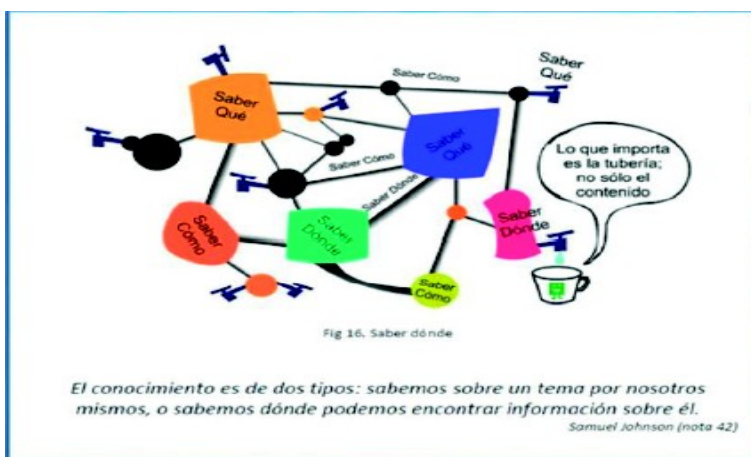 Saber Cómo
Saber
Qué
Saber
Qué
Saber
Qué
Lo que importa
es la tubería;
no sólo el
contenido
Saber Cómo
Saber Dónde
Saber
Cómo
Saber
Dónde
Saber
Dónde
Saber
Cómo
Fig 16. Saber dónde
El conocimiento es de dos tipos: sabemos sobre un tema por nosotros
mismos, o sabemos dónde podemos encontrar información sobre él.
Samuel Johnson (nota 42)